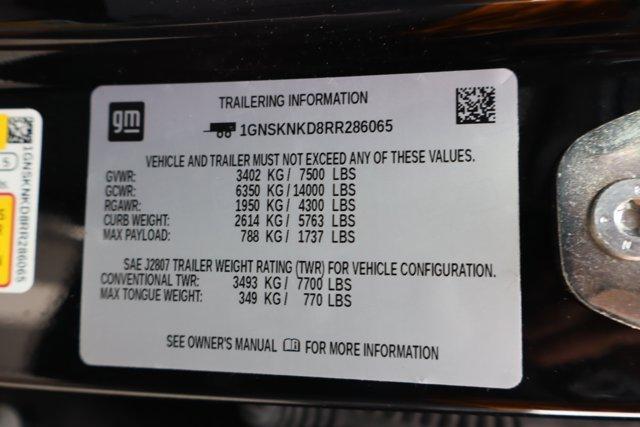 gm
TRAILERING INFORMATION
1GNSKNKD8RR286065
VEHICLE AND TRAILER MUST NOT EXCEED ANY OF THESE VALUES.
GVWR: 3402 KG/ 7500 LBS
GCWR: 6350 KG/ 14000 LBS
RGAWR: 1950 KG/ 4300 LBS
CURB WEIGHT: 2614 KG/ 5763 LBS
MAX PAYLOAD: 788 KG/ 1737 LBS
SAE J2807 TRAILER WEIGHT RATING (TWR) FOR VEHICLE CONFIGURATION.
CONVENTIONAL TWR: 3493 KG/ 7700 LBS
MAX TONGUE WEIGHT: 349 KG/ 770 LBS
SEE OWNER'S MANUAL FOR MORE INFORMATION
1GNSKNKD8RR286065
5